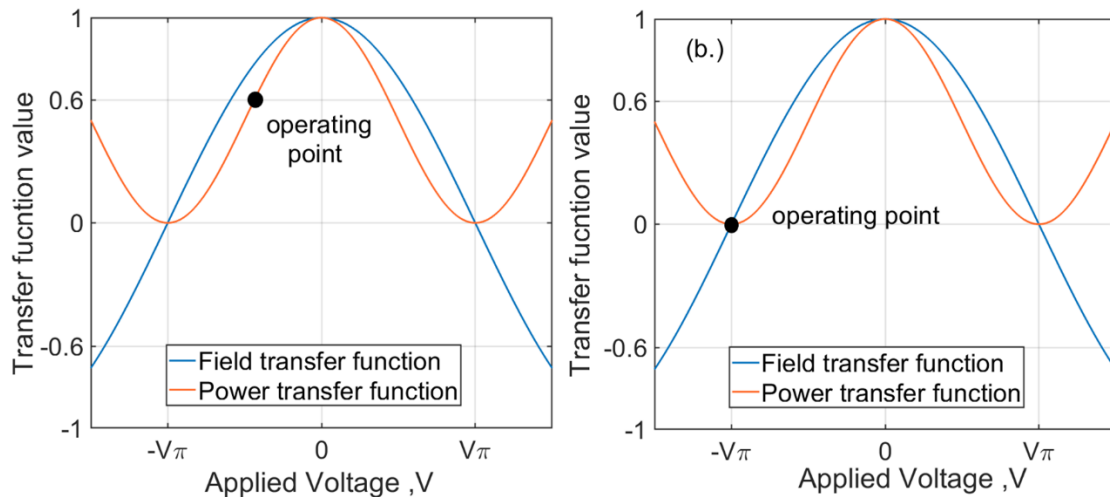 1
0.6
0
-0.6
-1
Transfer fucntion value
operating
point
Field transfer function
Power transfer function
-Vπ
0
Vπ
Applied Voltage ,V
(b.)
1
0.6
0
-0.6
-1
Transfer fucntion value
operating point
Field transfer function
Power transfer function
-Vπ
0
Vπ
Applied Voltage ,V